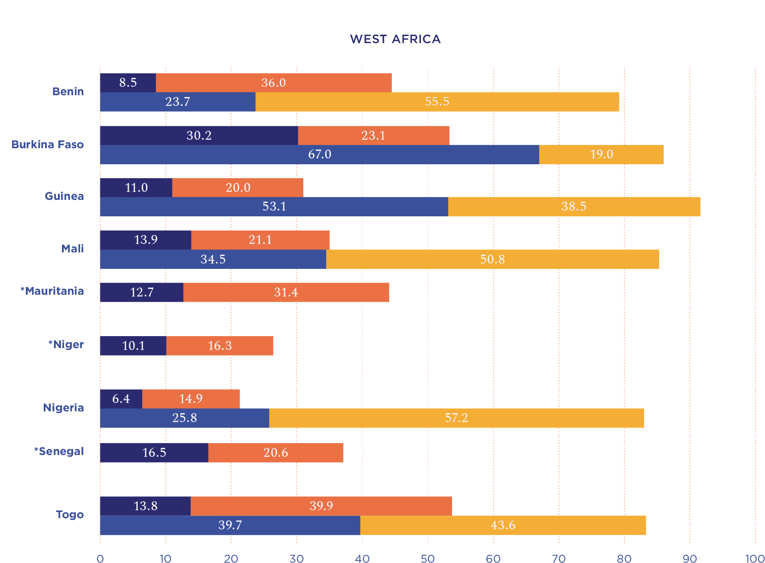 WEST AFRICA
Benin
8.5 36.0
23.7 55.5
Burkina Faso
30.2 23.1
67.0 19.0
Guinea
11.0 20.0
53.1 38.5
Mali
13.9 21.1
34.5 50.8
*Mauritania
12.7 31.4
*Niger
10.1 16.3
Nigeria
6.4 14.9
25.8 57.2
*Senegal
16.5 20.6
Togo
13.8 39.9
39.7 43.6
0 10 20 30 40 50 60 70 80 90 100